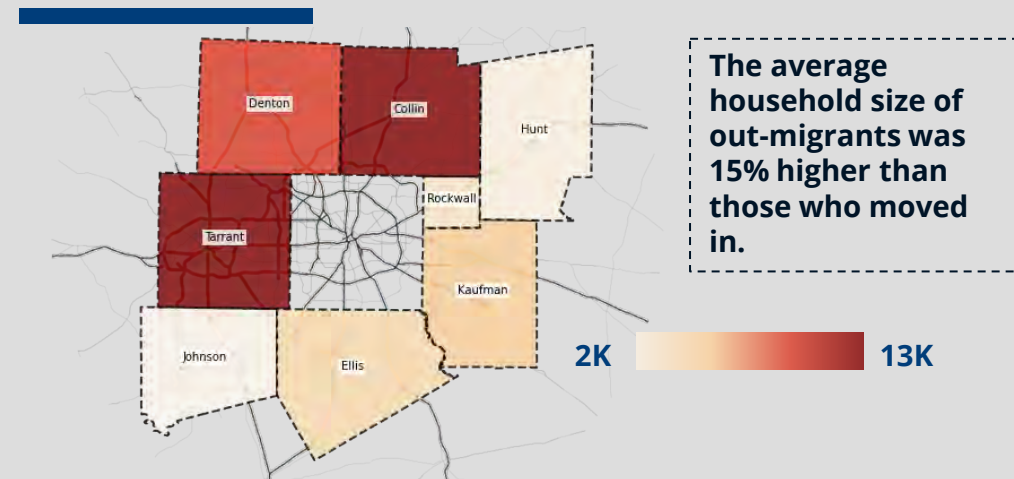 Denton
Collin
Hunt
Rockwall
Tarrant
Kaufman
Johnson
Ellis
The average
household size of
out-migrants was
15% higher than
those who moved
in.
2K
13K